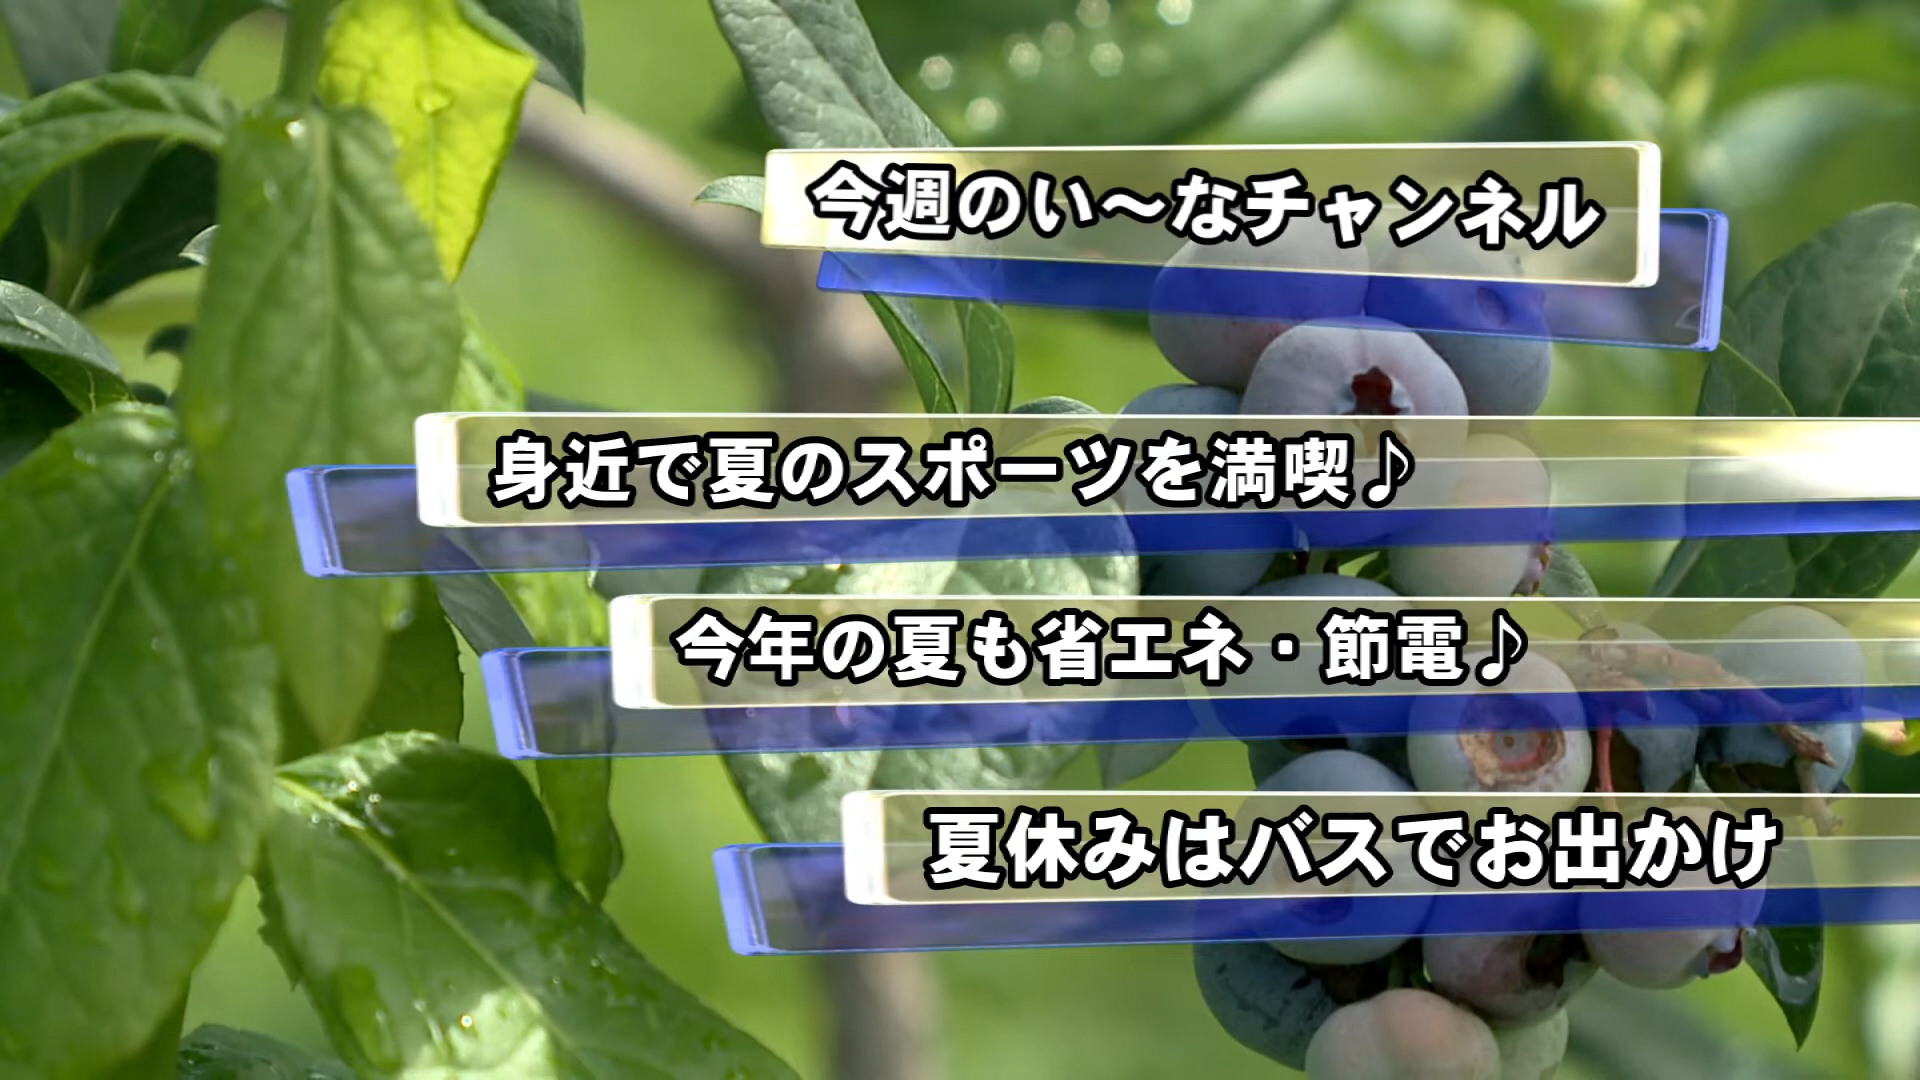 今週のい～なチャンネル
身近で夏のスポーツを満喫♪
今年の夏も省エネ・節電♪
夏休みはバスでお出かけ